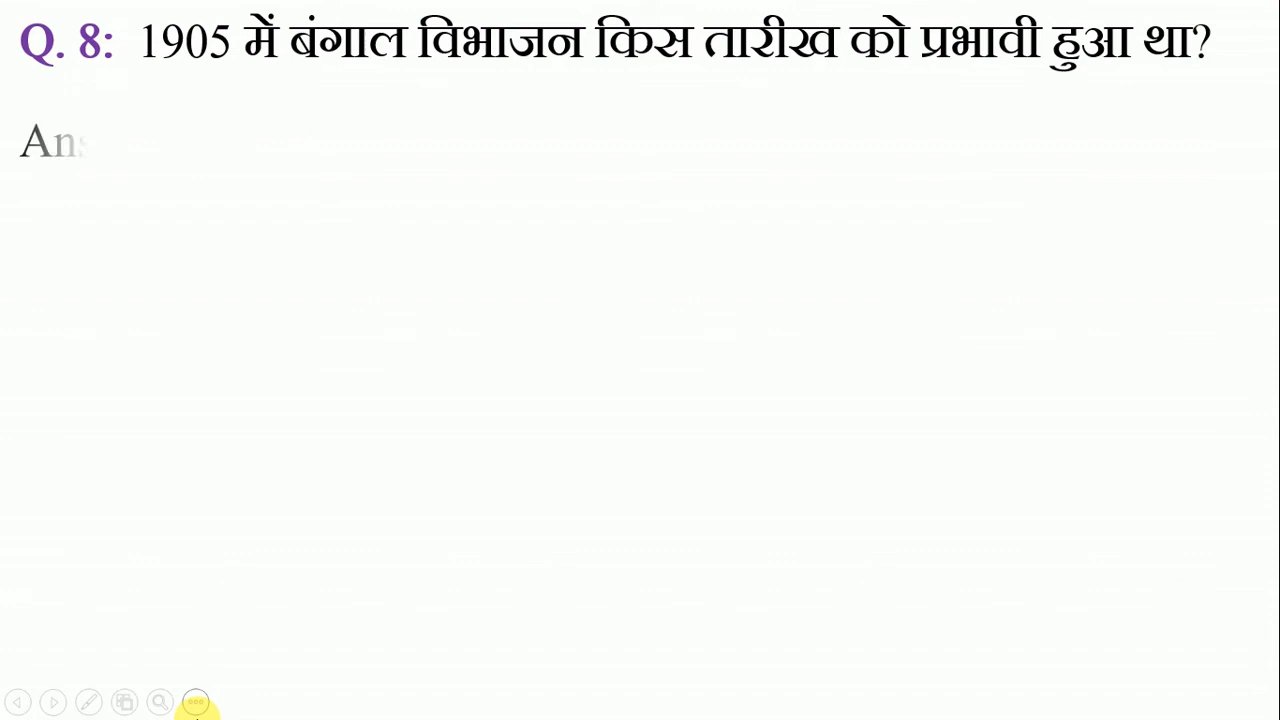 Q. 8: 1905 में बंगाल विभाजन किस तारीख को प्रभावी हुआ था?
An